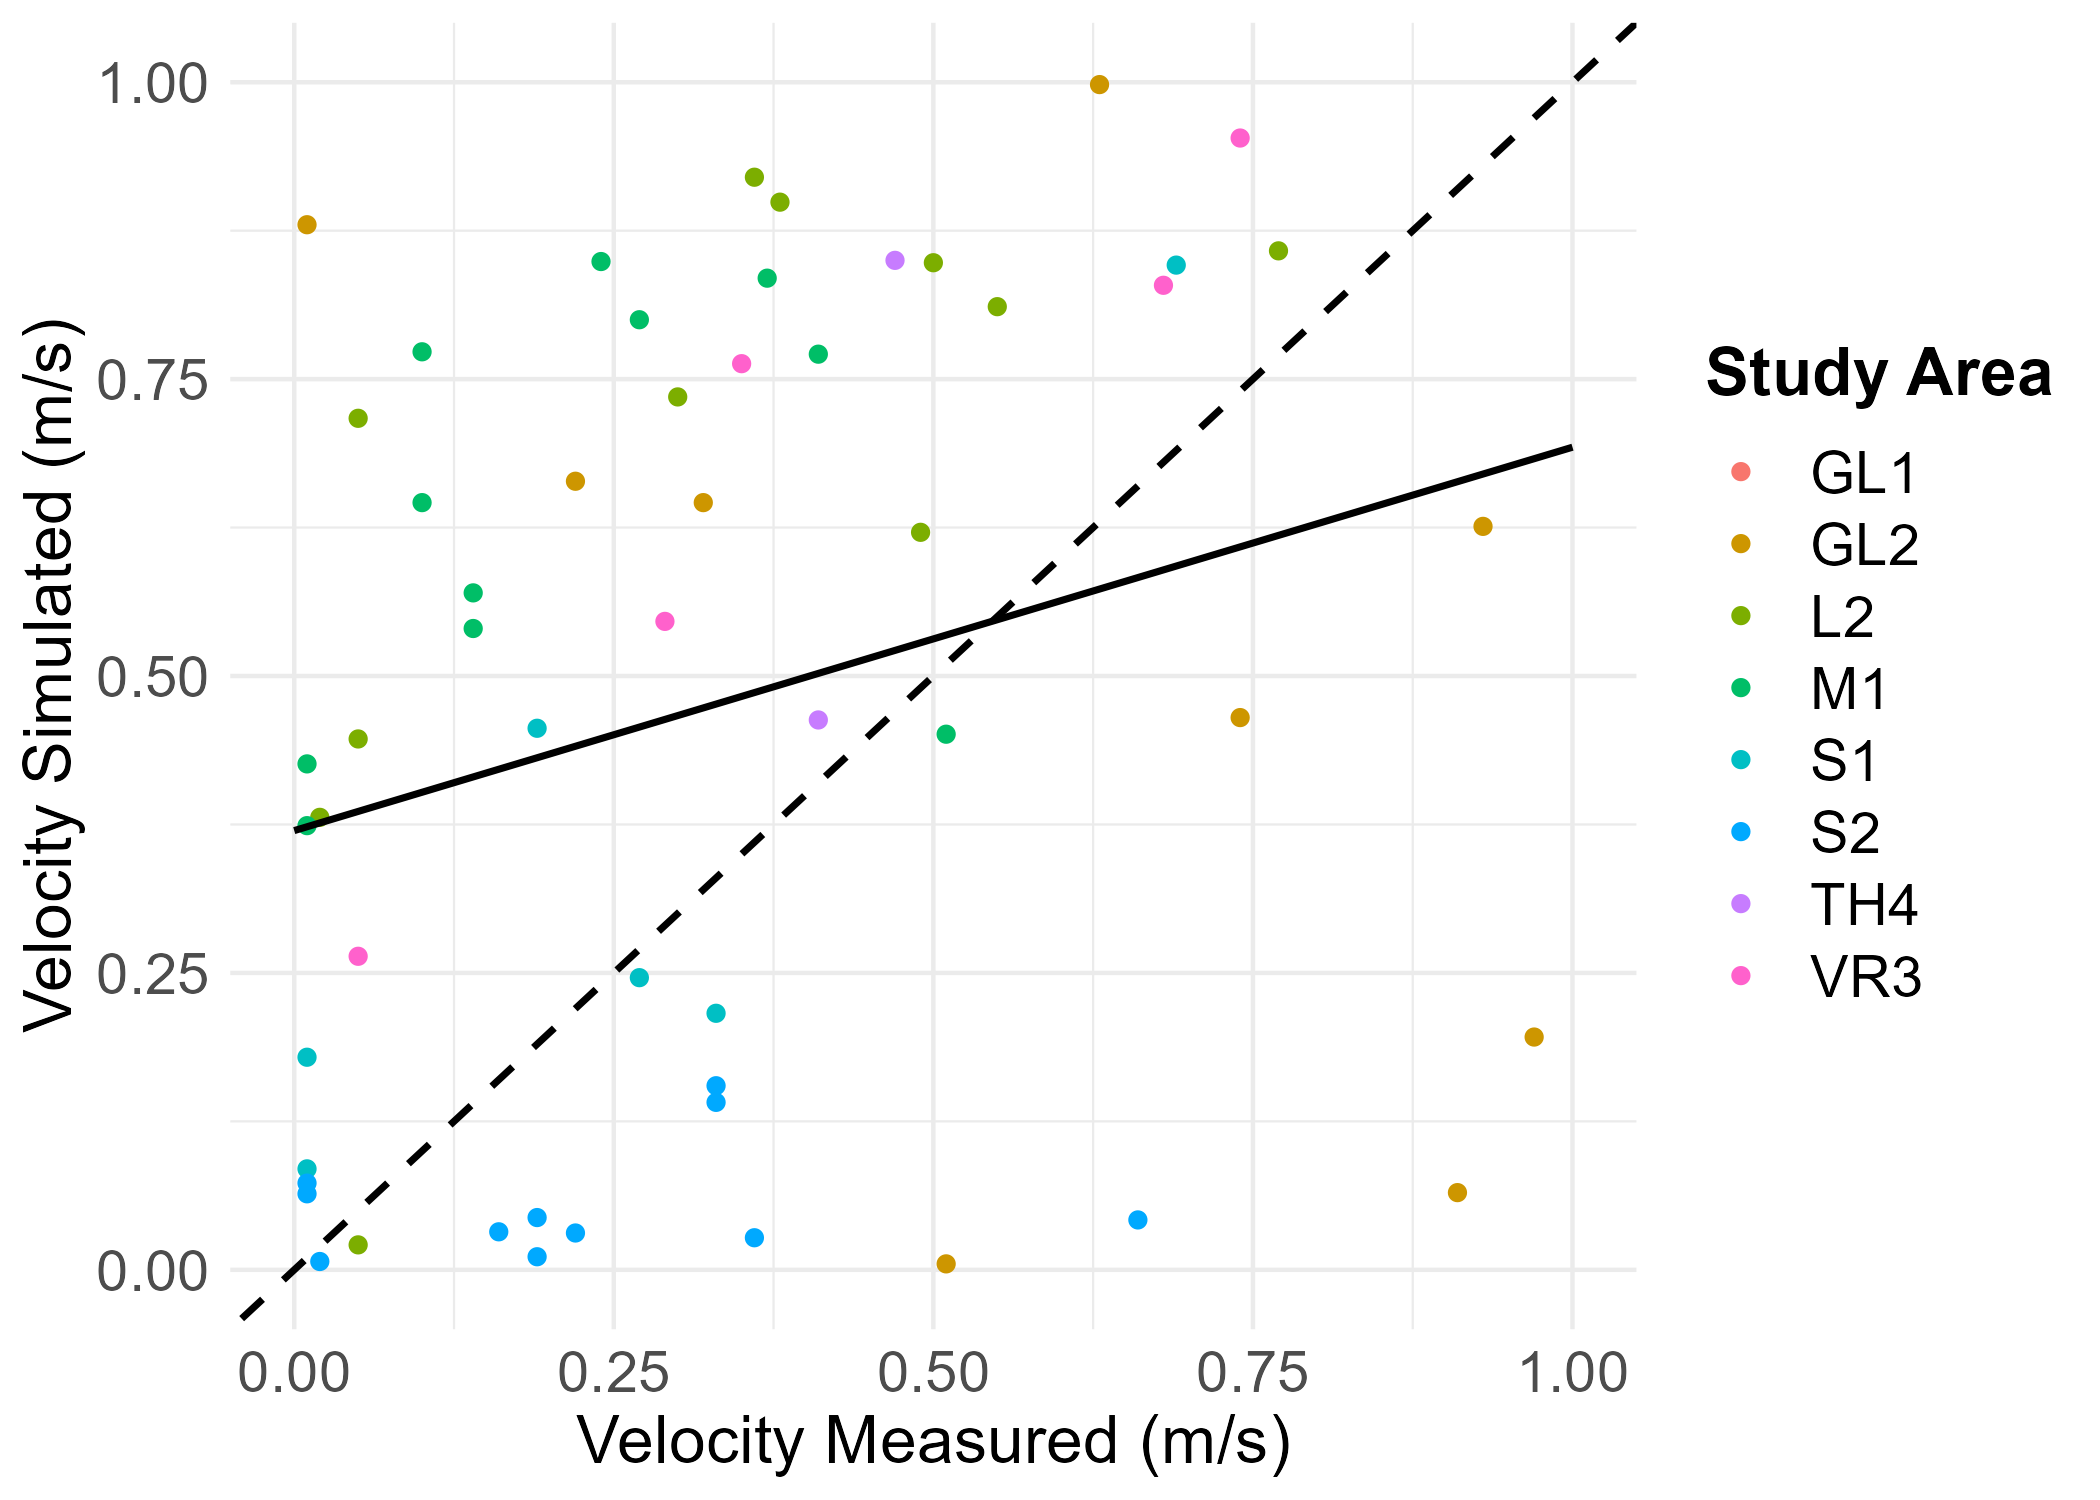 1.00
0.75
0.50
0.25
0.00
Velocity Simulated (m/s)
0.00 0.25 0.50 0.75 1.00
Velocity Measured (m/s)
Study Area
GL1
GL2
L2
M1
S1
S2
TH4
VR3